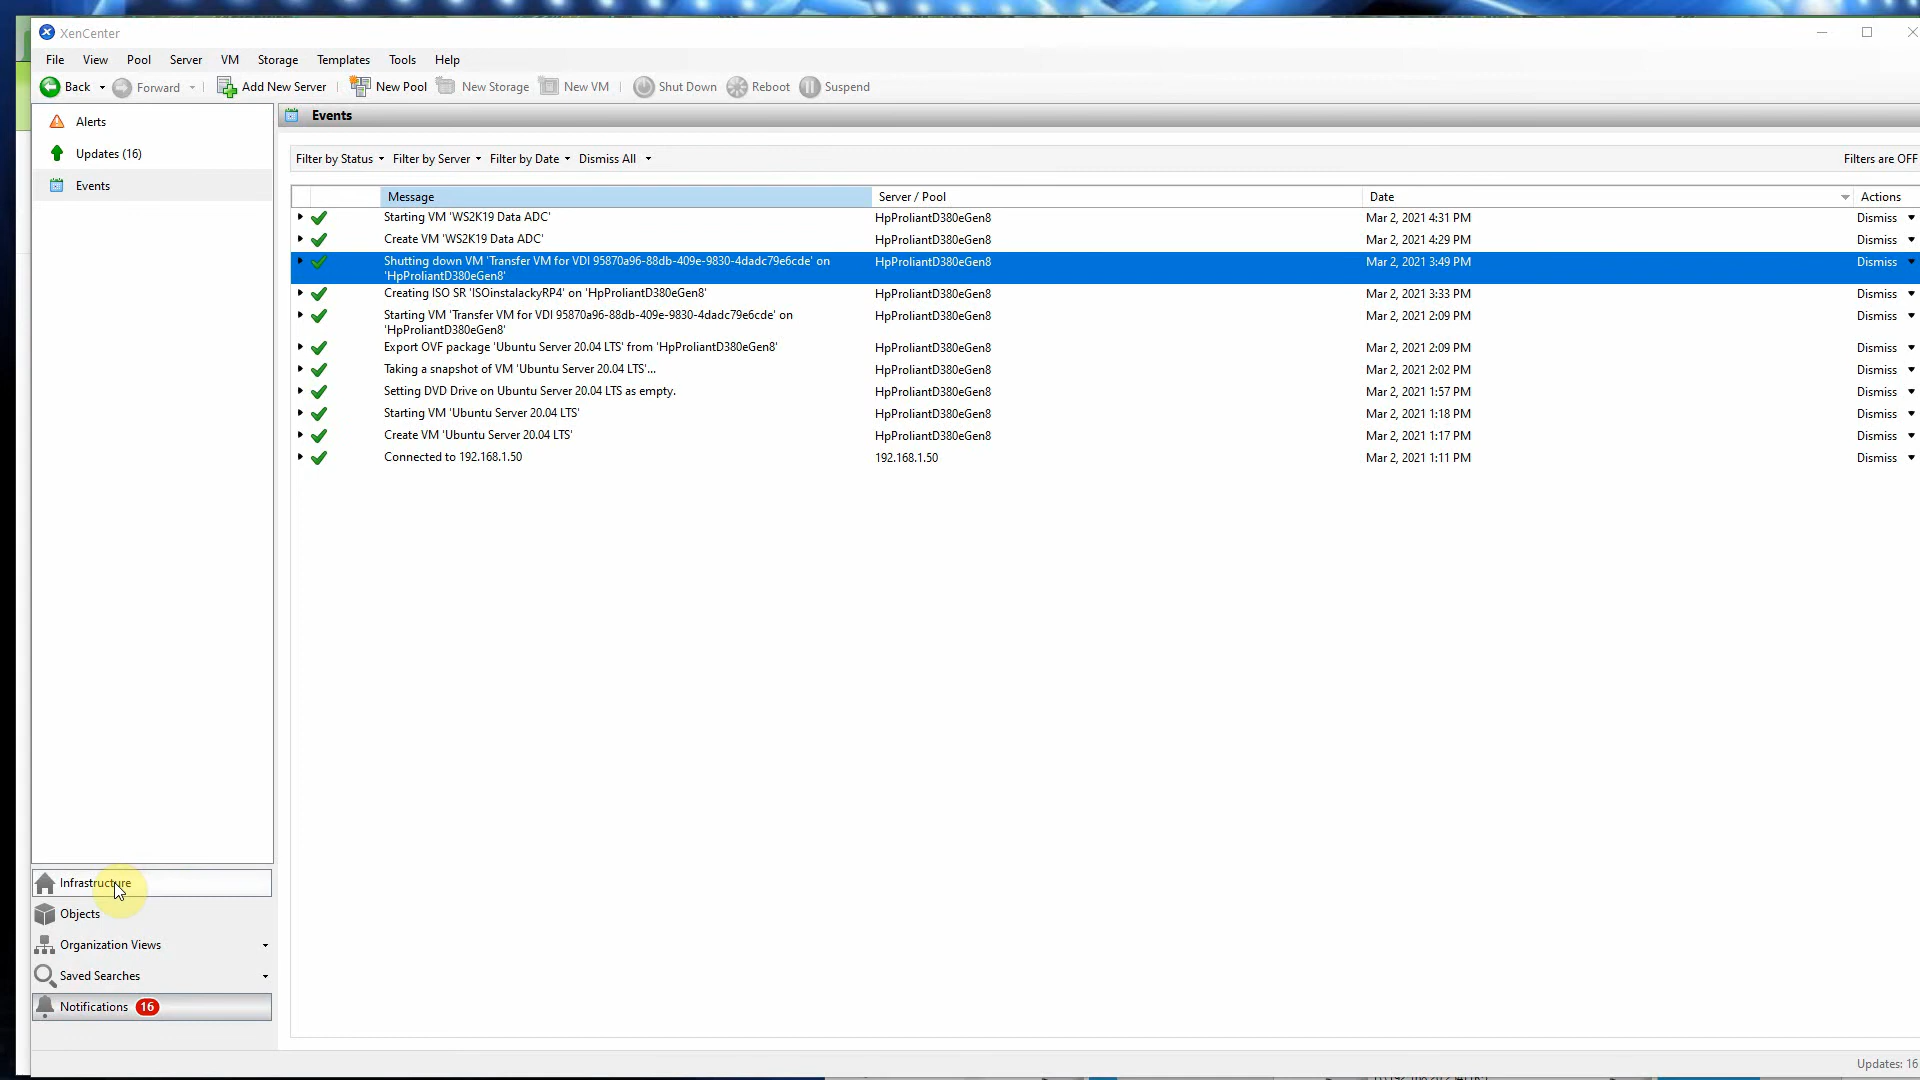 XenCenter
File View Pool Server VM Storage Templates Tools Help
Back Forward Add New Server New Pool New Storage New VM Shut Down Reboot Suspend
Alerts
Updates (16)
Events
Events
Filter by Status Filter by Server Filter by Date Dismiss All Filters are OFF
Message Server / Pool Date Actions
Starting VM 'WS2K19 Data ADC' HpProliantD380eGen8 Mar 2, 2021 4:31 PM Dismiss
Create VM 'WS2K19 Data ADC' HpProliantD380eGen8 Mar 2, 2021 4:29 PM Dismiss
Shutting down VM 'Transfer VM for VDI 95870a96-88db-409e-9830-4dadc79e6cde' on HpProliantD380eGen8 Mar 2, 2021 3:49 PM Dismiss
'HpProliantD380eGen8'
Creating ISO SR 'ISOinstalackyRP4' on 'HpProliantD380eGen8' HpProliantD380eGen8 Mar 2, 2021 3:33 PM Dismiss
Starting VM 'Transfer VM for VDI 95870a96-88db-409e-9830-4dadc79e6cde' on HpProliantD380eGen8 Mar 2, 2021 2:09 PM Dismiss
'HpProliantD380eGen8'
Export OVF package 'Ubuntu Server 20.04 LTS' from 'HpProliantD380eGen8' HpProliantD380eGen8 Mar 2, 2021 2:09 PM Dismiss
Taking a snapshot of VM 'Ubuntu Server 20.04 LTS'... HpProliantD380eGen8 Mar 2, 2021 2:02 PM Dismiss
Setting DVD Drive on Ubuntu Server 20.04 LTS as empty. HpProliantD380eGen8 Mar 2, 2021 1:57 PM Dismiss
Starting VM 'Ubuntu Server 20.04 LTS' HpProliantD380eGen8 Mar 2, 2021 1:18 PM Dismiss
Create VM 'Ubuntu Server 20.04 LTS' HpProliantD380eGen8 Mar 2, 2021 1:17 PM Dismiss
Connected to 192.168.1.50 192.168.1.50 Mar 2, 2021 1:11 PM Dismiss
Infrastructure
Objects
Organization Views
Saved Searches
Notifications 16
Updates: 16